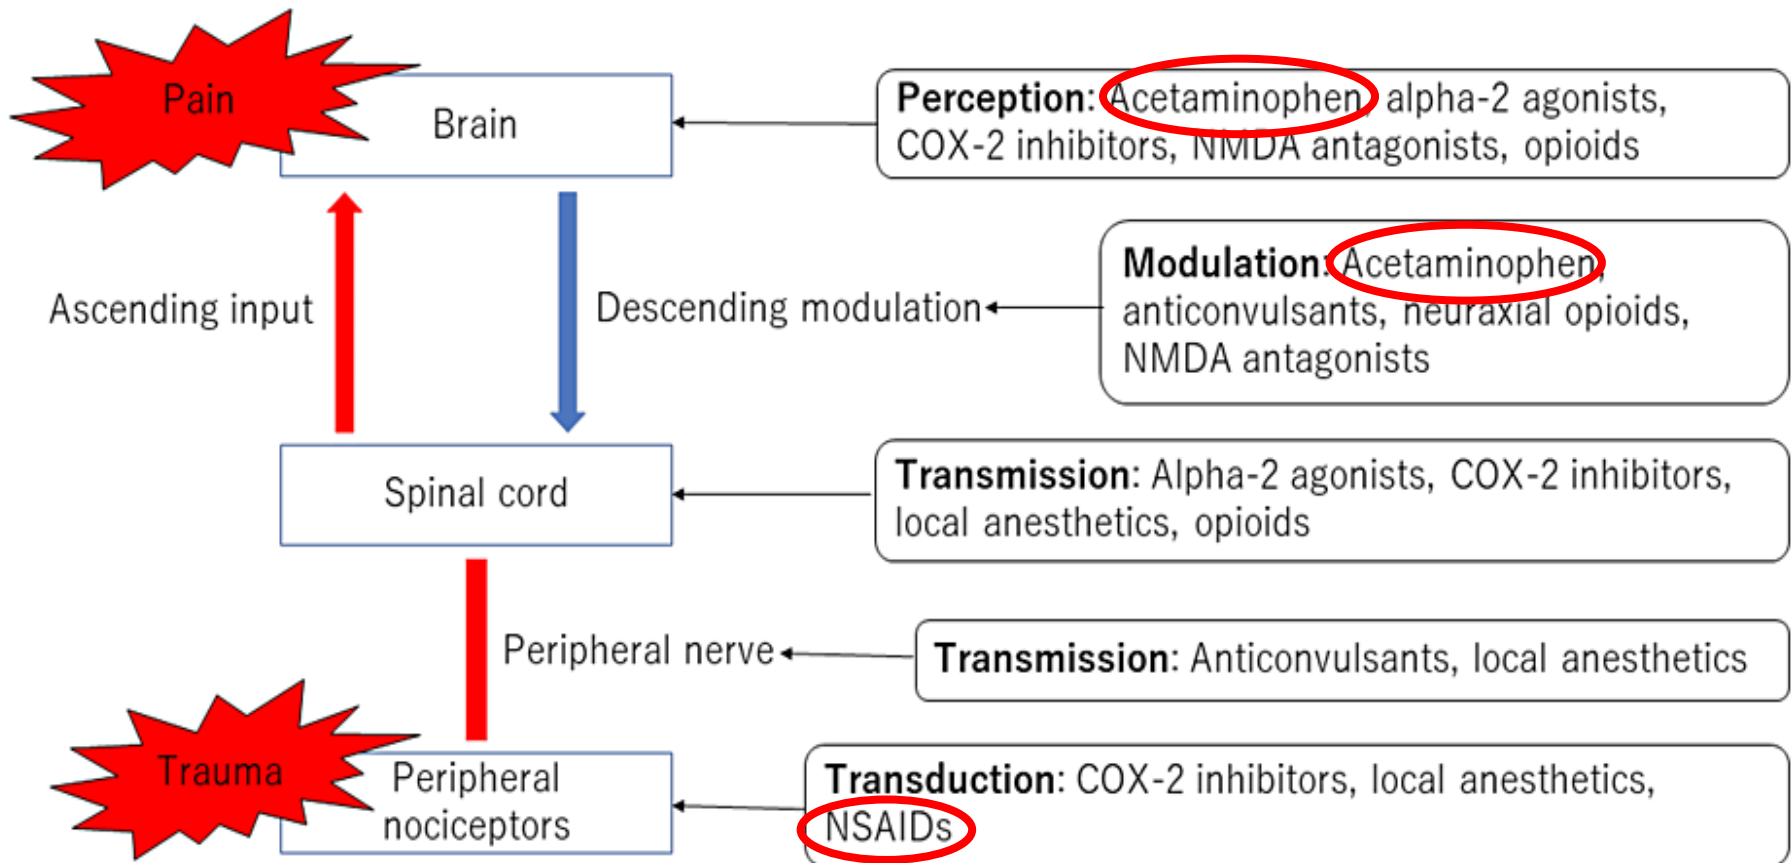 Pain
Brain
Perception: Acetaminophen, alpha-2 agonists,
COX-2 inhibitors, NMDA antagonists, opioids
Ascending input
Descending modulation
Modulation: Acetaminophen,
anticonvulsants, neuraxial opioids,
NMDA antagonists
Spinal cord
Transmission: Alpha-2 agonists, COX-2 inhibitors,
local anesthetics, opioids
Peripheral nerve
Transmission: Anticonvulsants, local anesthetics
Trauma
Peripheral
nociceptors
Transduction: COX-2 inhibitors, local anesthetics,
NSAIDs